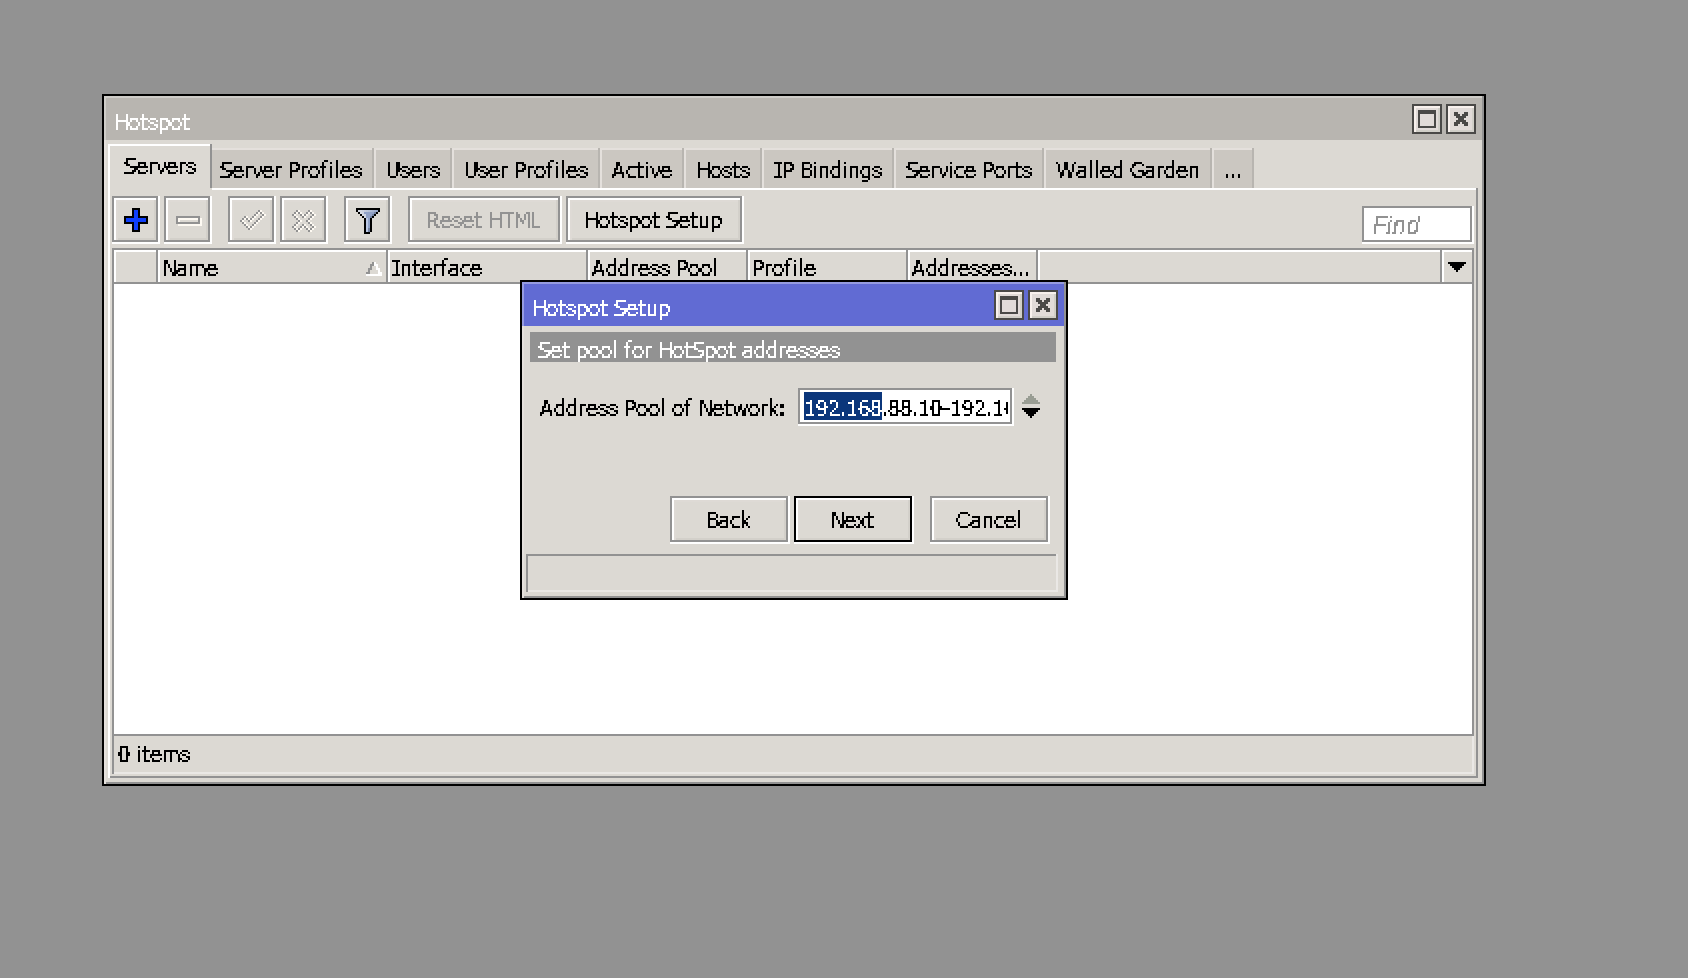 Hotspot
Servers Server Profiles Users User Profiles Active Hosts IP Bindings Service Ports Walled Garden ...
Reset HTML Hotspot Setup Find
Name Interface Address Pool Profile Addresses...
Hotspot Setup
Set pool for HotSpot addresses
Address Pool of Network: 192.168.88.10-192.1
Back Next Cancel
0 items